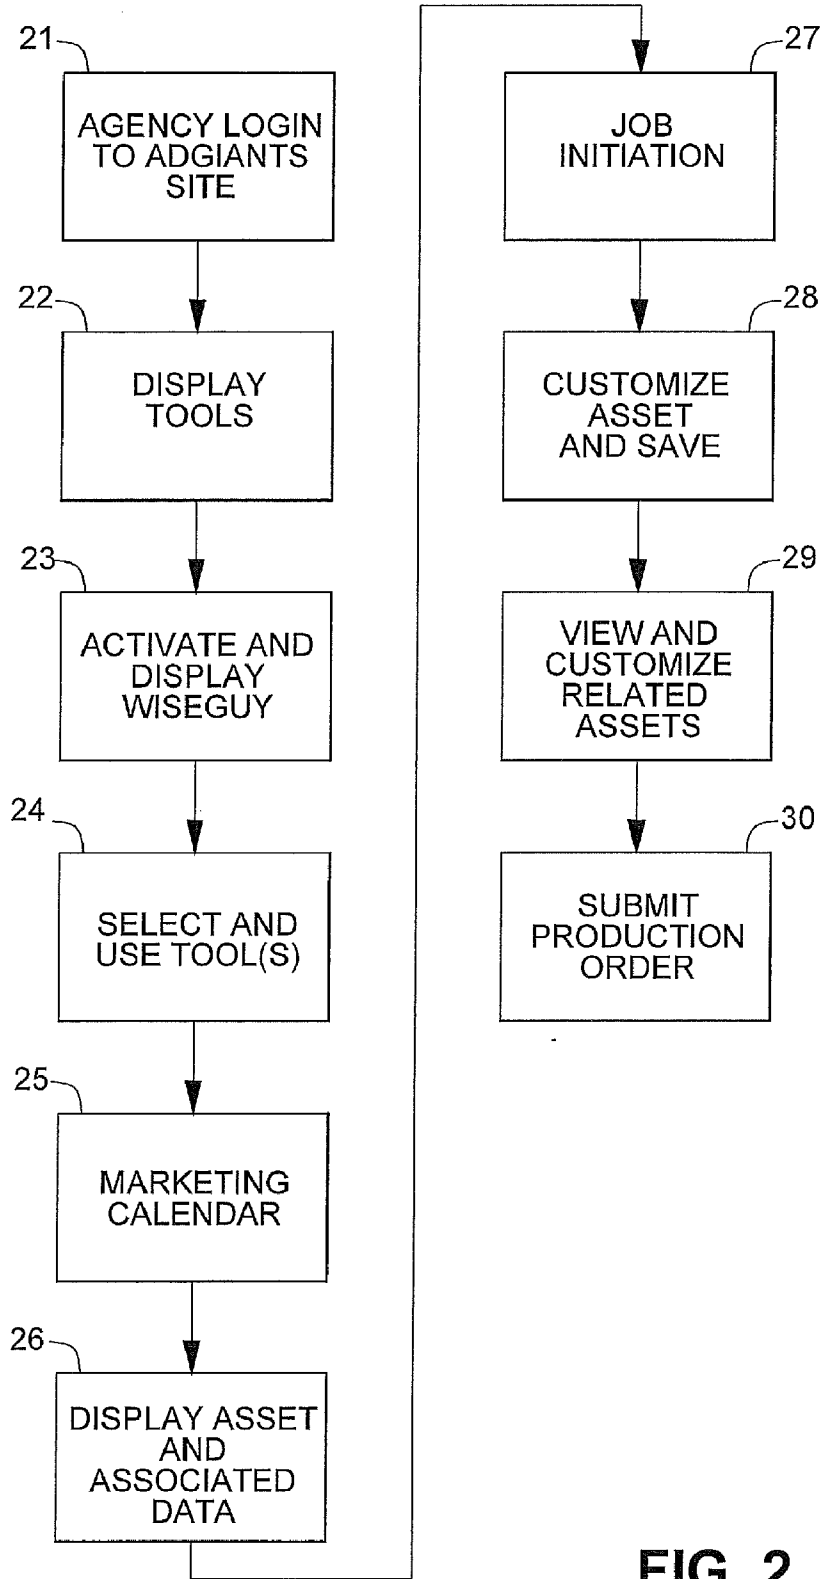 21
AGENCY LOGIN
TO ADGIANTS
SITE
22
DISPLAY
TOOLS
23
ACTIVATE AND
DISPLAY
WISEGUY
24
SELECT AND
USE TOOL(S)
25
MARKETING
CALENDAR
26
DISPLAY ASSET
AND
ASSOCIATED
DATA
27
JOB
INITIATION
28
CUSTOMIZE
ASSET
AND SAVE
29
VIEW AND
CUSTOMIZE
RELATED
ASSETS
30
SUBMIT
PRODUCTION
ORDER
FIG. 2